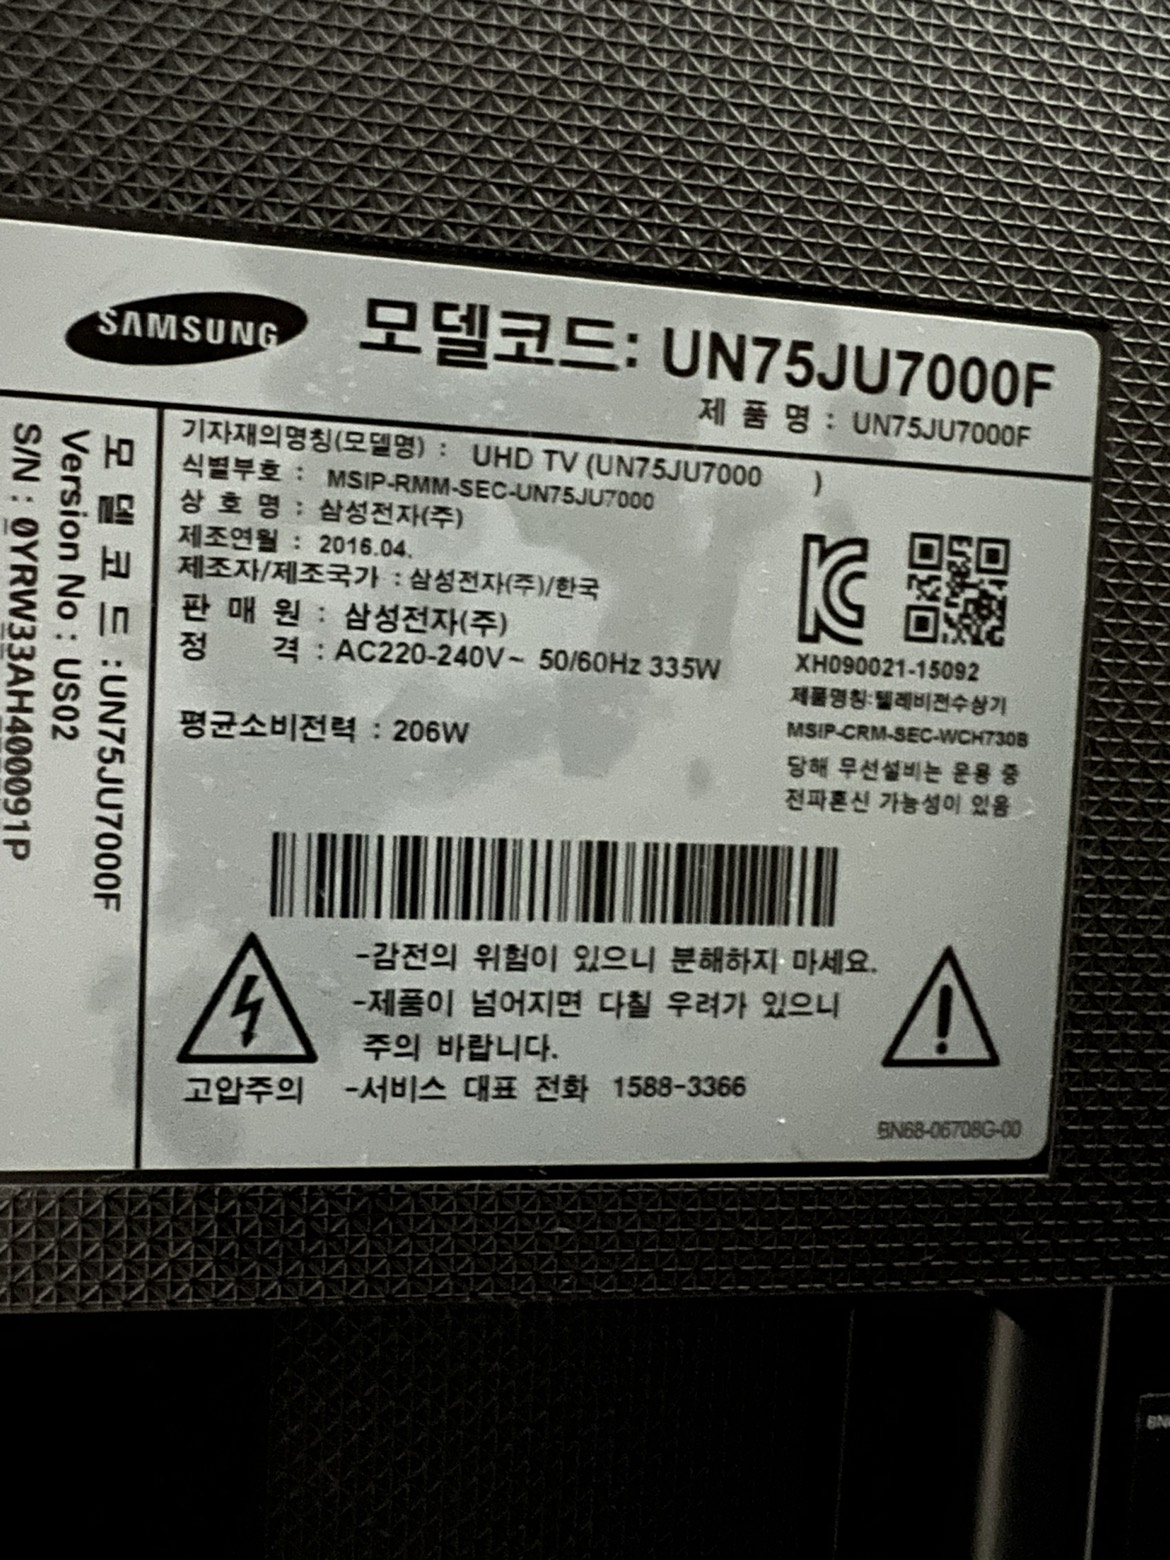 SAMSUNG
모델코드: UN75JU7000F
제 품 명 : UN75JU7000F
기자재의명칭(모델명) : UHD TV (UN75JU7000 )
식별부호 : MSIP-RMM-SEC-UN75JU7000
상 호 명 : 삼성전자(주)
제조연월 : 2016.04.
제조자/제조국가 : 삼성전자(주)/한국
판 매 원 : 삼성전자(주)
정 격 : AC220-240V~ 50/60Hz 335W
평균소비전력 : 206W
XH090021-15092
제품명칭:텔레비전수상기
MSIP-CRM-SEC-WCH730B
당해 무선설비는 운용 중
전파혼신 가능성이 있음
-감전의 위험이 있으니 분해하지 마세요.
-제품이 넘어지면 다칠 우려가 있으니
주의 바랍니다.
고압주의
-서비스 대표 전화 1588-3366
BN68-06708G-00
모 델 코 드 :UN75JU7000F
Version No : US02
S/N : 0YRW33AH400091P